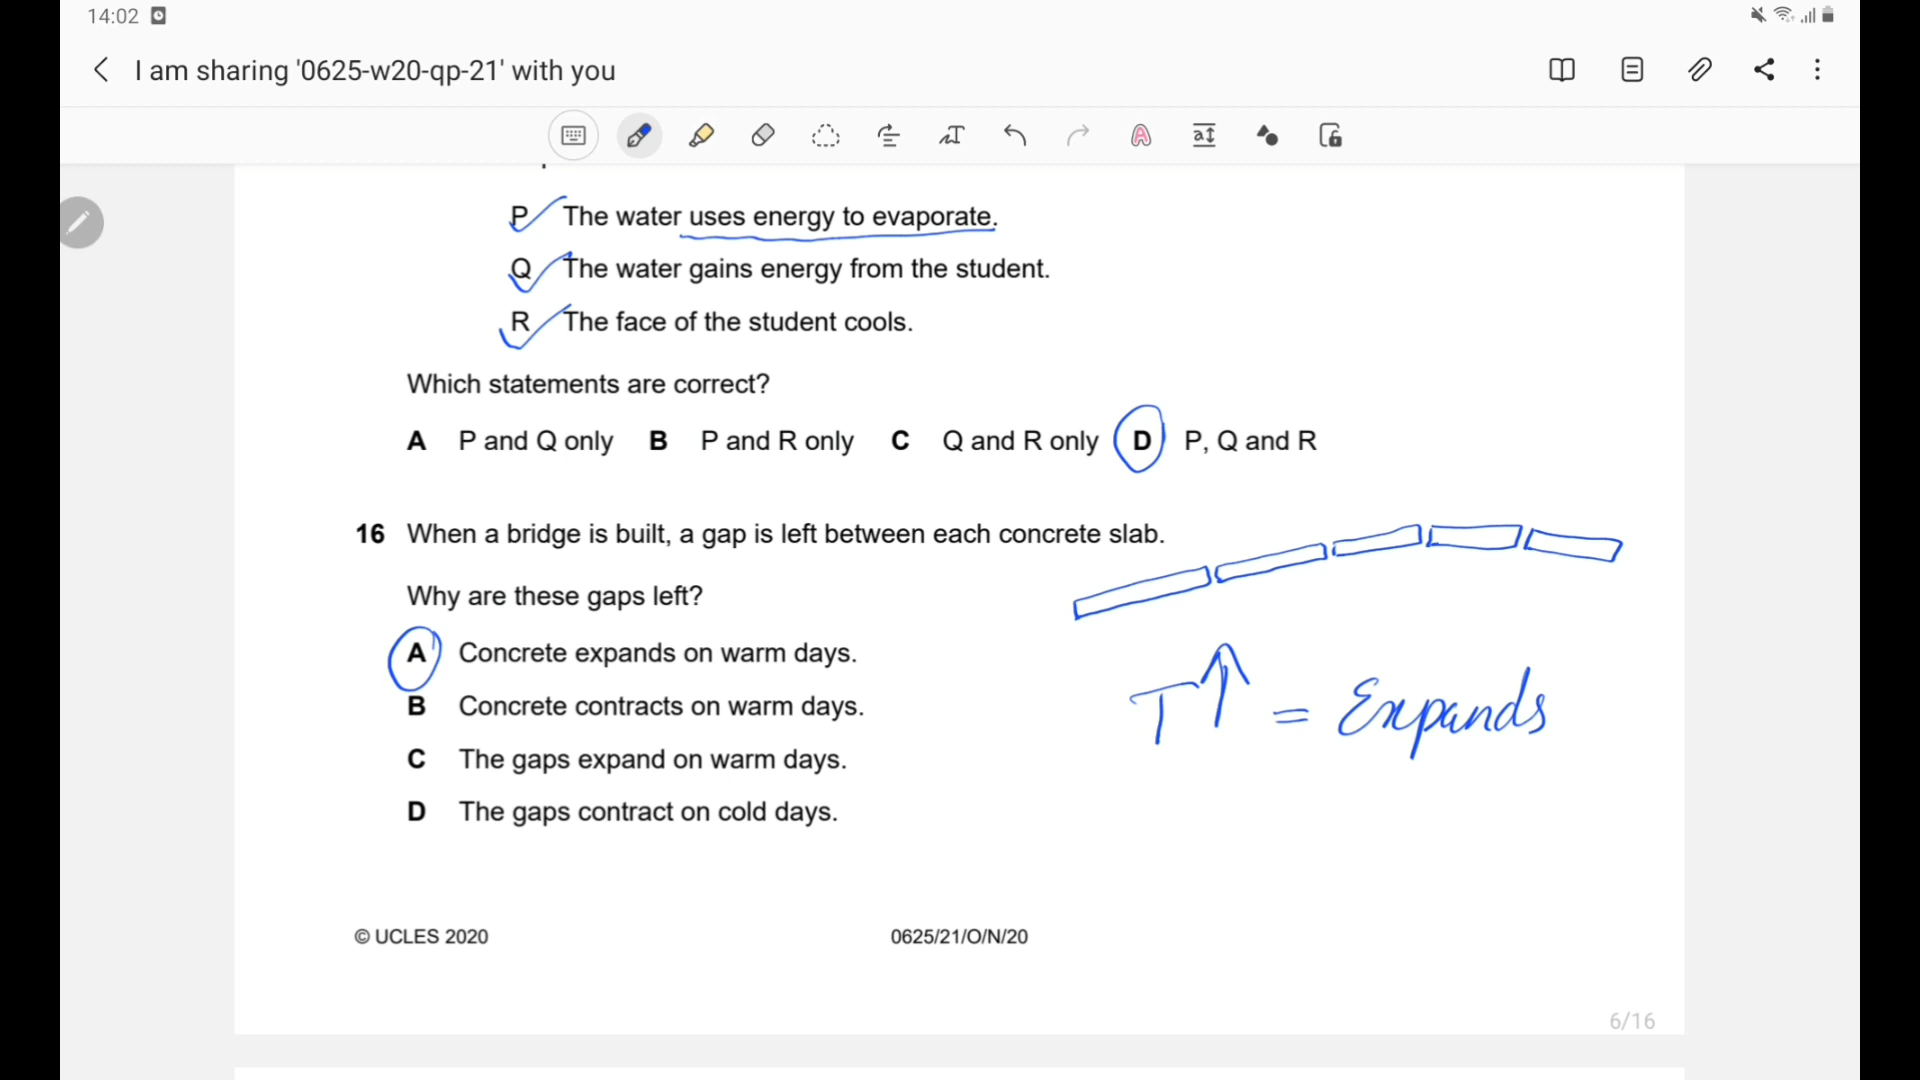 14:02
I am sharing '0625-w20-qp-21' with you
P The water uses energy to evaporate.
Q The water gains energy from the student.
R The face of the student cools.
Which statements are correct?
A P and Q only B P and R only C Q and R only D P, Q and R
16 When a bridge is built, a gap is left between each concrete slab.
Why are these gaps left?
A Concrete expands on warm days.
B Concrete contracts on warm days.
C The gaps expand on warm days.
D The gaps contract on cold days.
T↑ = Expands
© UCLES 2020 0625/21/O/N/20
6/16